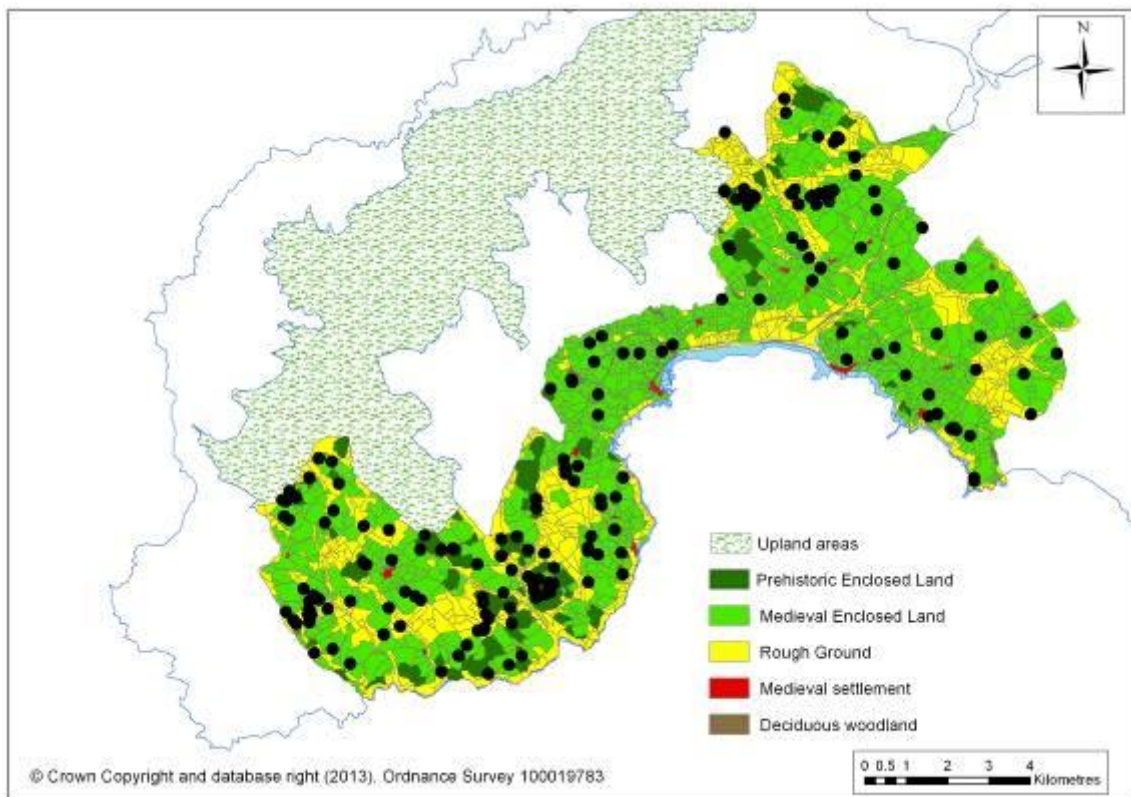 N
Upland areas
Prehistoric Enclosed Land
Medieval Enclosed Land
Rough Ground
Medieval settlement
Deciduous woodland
© Crown Copyright and database right (2013). Ordnance Survey 100019783
0 0.5 1 2 3 4
Kilometres